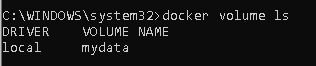 C:\WINDOWS\system32>docker volume ls
DRIVER    VOLUME NAME
local     mydata